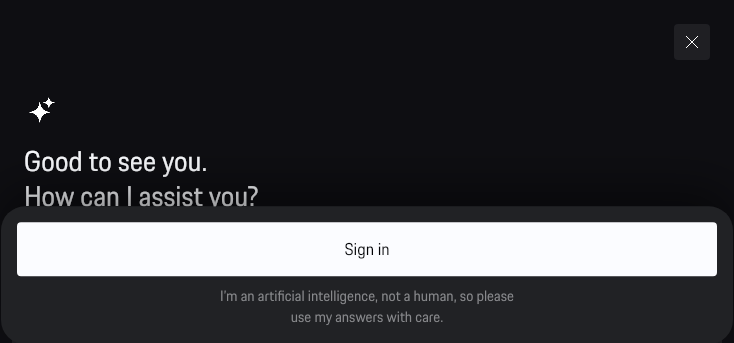 Good to see you.
How can I assist you?
Sign in
I'm an artificial intelligence, not a human, so please
use my answers with care.